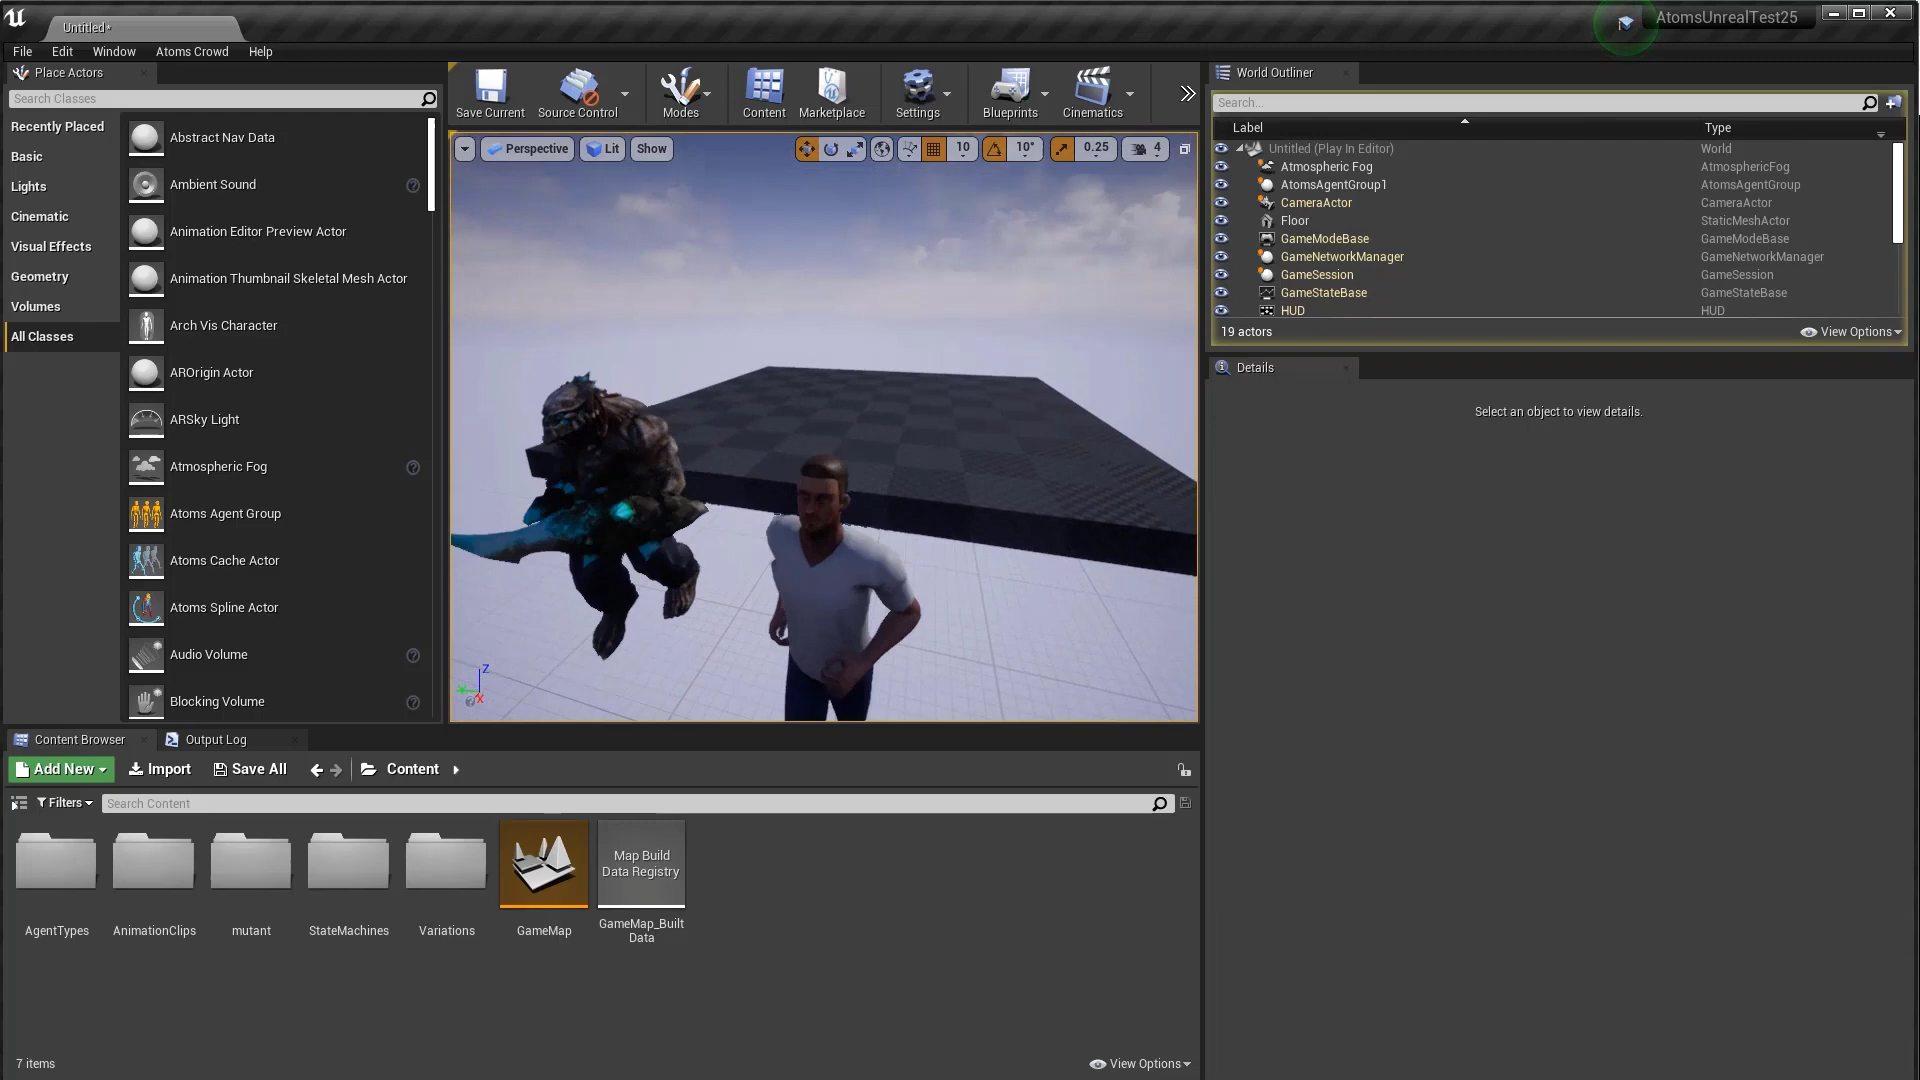 Untitled*
AtomsUnrealTest25
File Edit Window Atoms Crowd Help
Place Actors
Search Classes
Recently Placed
Basic
Lights
Cinematic
Visual Effects
Geometry
Volumes
All Classes
Abstract Nav Data
Ambient Sound
Animation Editor Preview Actor
Animation Thumbnail Skeletal Mesh Actor
Arch Vis Character
AROrigin Actor
ARSky Light
Atmospheric Fog
Atoms Agent Group
Atoms Cache Actor
Atoms Spline Actor
Audio Volume
Blocking Volume
Save Current Source Control Modes Content Marketplace Settings Blueprints Cinematics
Perspective Lit Show 10 10° 0.25 4
Z
X
World Outliner
Search...
Label Type
Untitled (Play In Editor) World
Atmospheric Fog AtmosphericFog
AtomsAgentGroup1 AtomsAgentGroup
CameraActor CameraActor
Floor StaticMeshActor
GameModeBase GameModeBase
GameNetworkManager GameNetworkManager
GameSession GameSession
GameStateBase GameStateBase
HUD HUD
19 actors View Options
Details
Select an object to view details.
Content Browser Output Log
Add New Import Save All Content
Filters Search Content
Map Build
Data Registry
AgentTypes AnimationClips mutant StateMachines Variations GameMap GameMap_Built
Data
7 items View Options